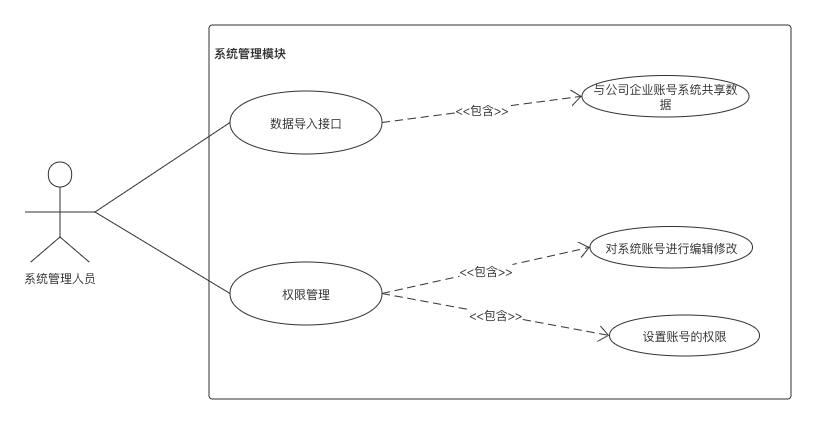 系统管理模块
数据导入接口
<<包含>>
与公司企业账号系统共享数
据
系统管理人员
权限管理
<<包含>>
对系统账号进行编辑修改
<<包含>>
设置账号的权限